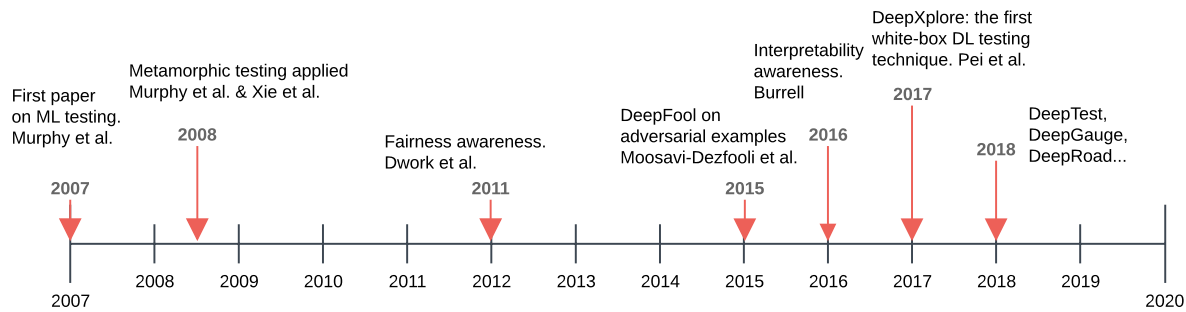 First paper
on ML testing.
Murphy et al.
2007
Metamorphic testing applied
Murphy et al. & Xie et al.
2008
Fairness awareness.
Dwork et al.
2011
DeepFool on
adversarial examples
Moosavi-Dezfooli et al.
2015
Interpretability
awareness.
Burrell
2016
DeepXplore: the first
white-box DL testing
technique. Pei et al.
2017
DeepTest,
DeepGauge,
DeepRoad...
2018
2007
2008
2009
2010
2011
2012
2013
2014
2015
2016
2017
2018
2019
2020